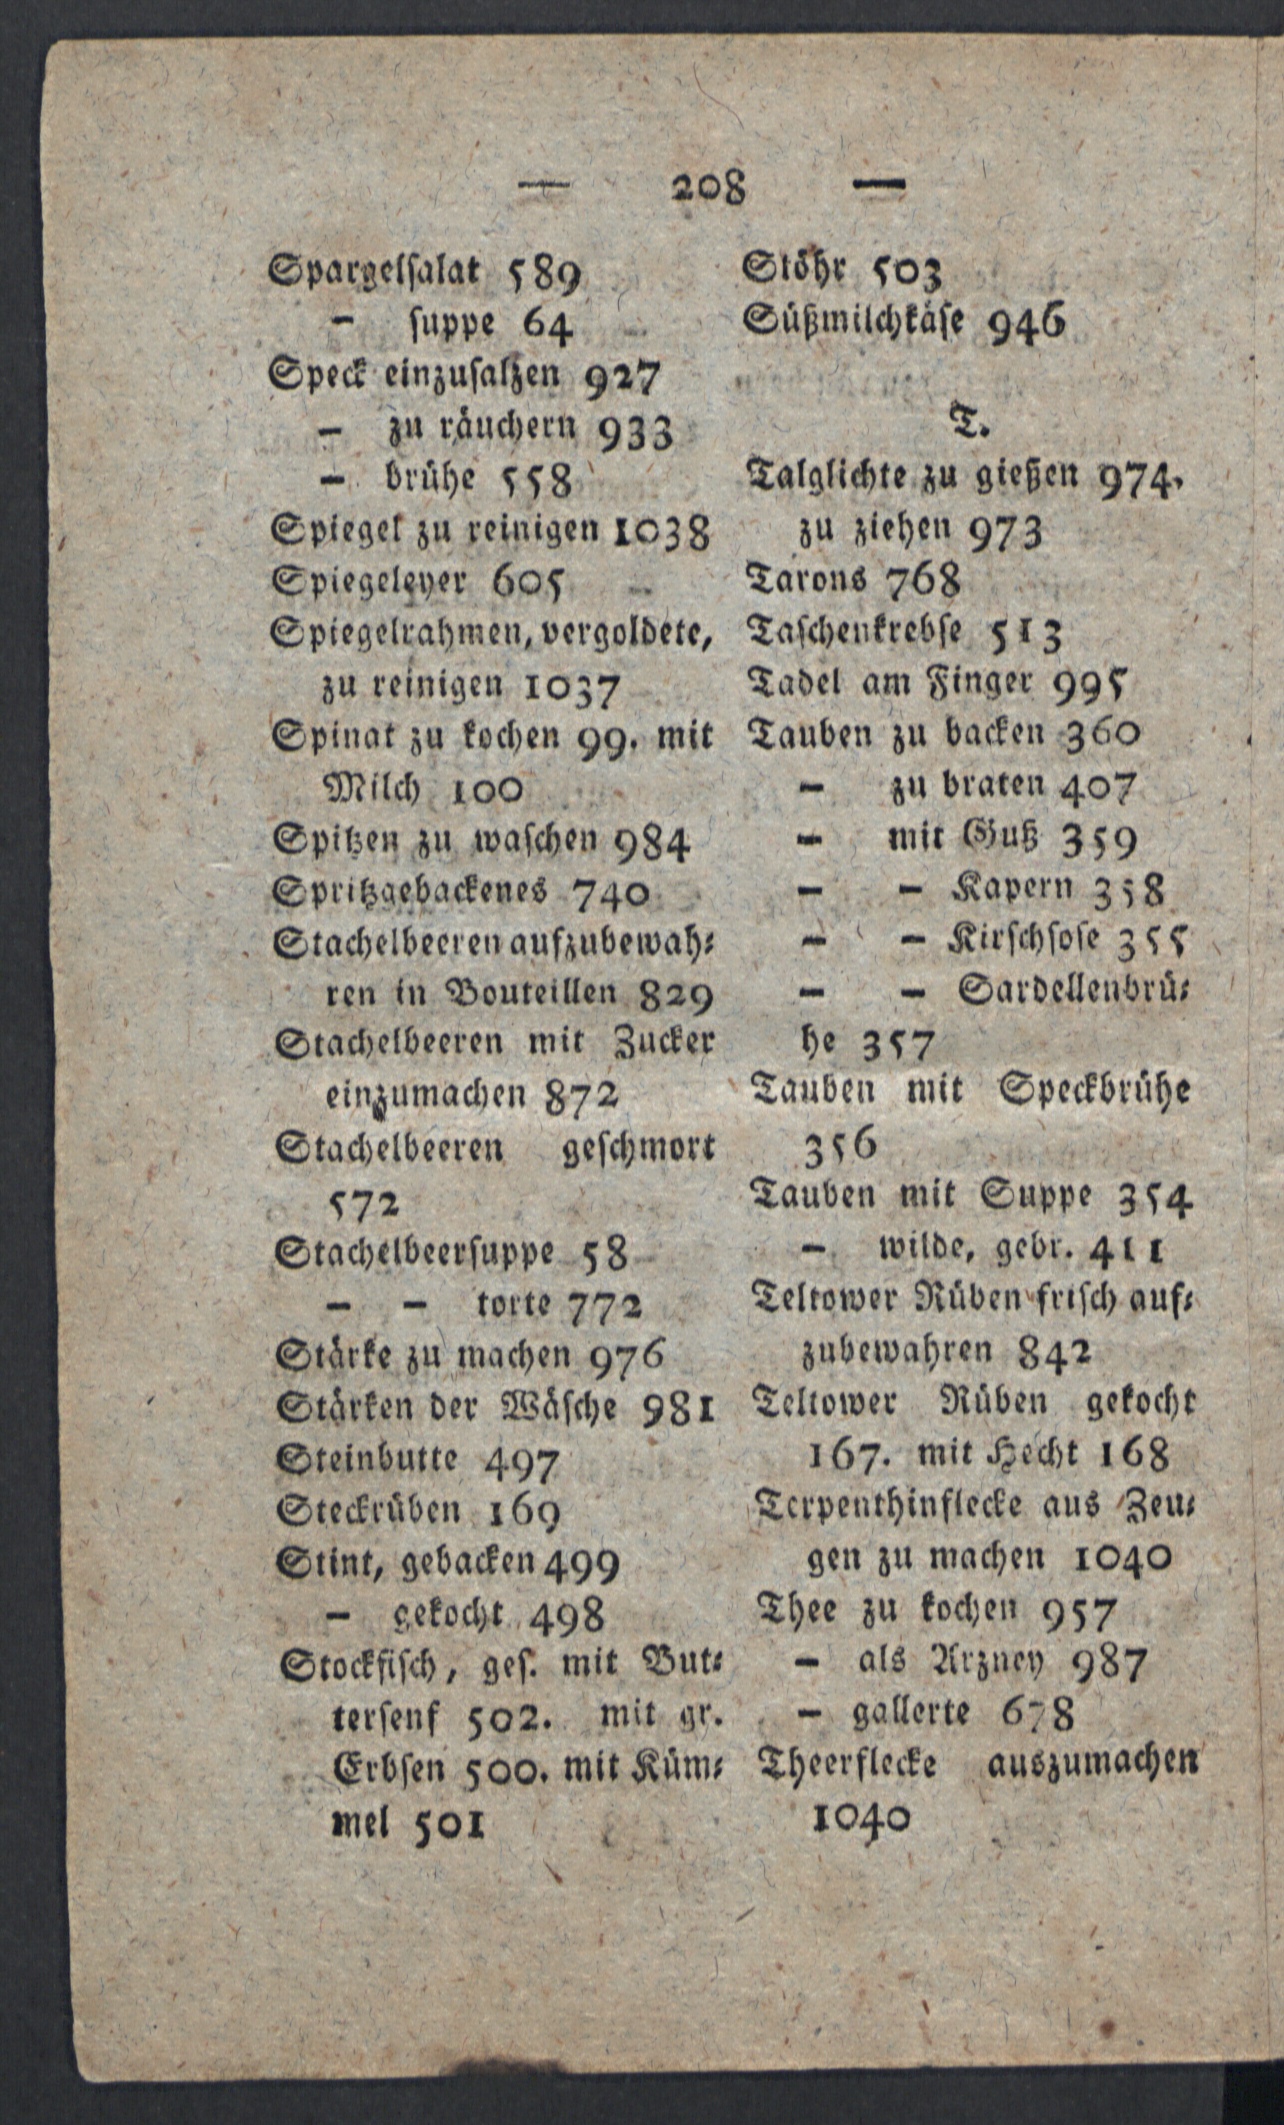 — 208 —
Spargelsalat 589
- suppe 64
Speck einzusalzen 927
- zu räuchern 933
- brühe 558
Spiegel zu reinigen 1038
Spiegeleyer 605
Spiegelrahmen, vergoldete,
zu reinigen 1037
Spinat zu kochen 99. mit
Milch 100
Spitzen zu waschen 984
Spritzgebackenes 740
Stachelbeeren aufzubewah⸗
ren in Bouteillen 829
Stachelbeeren mit Zucker
einzumachen 872
Stachelbeeren geschmort
572
Stachelbeersuppe 58
- - torte 772
Stärke zu machen 976
Stärken der Wäsche 981
Steinbutte 497
Steckrüben 169
Stint, gebacken 499
- gekocht 498
Stockfisch, ges. mit But⸗
tersenf 502. mit gr.
Erbsen 500. mit Küm⸗
mel 501
Stöhr 503
Süßmilchkäse 946
T.
Talglichte zu gießen 974.
zu ziehen 973
Tarons 768
Taschenkrebse 513
Tadel am Finger 995
Tauben zu backen 360
- zu braten 407
- mit Guß 359
- - Kapern 358
- - Kirschsose 355
- - Sardellenbrü⸗
he 357
Tauben mit Speckbrühe
356
Tauben mit Suppe 354
- wilde, gebr. 411
Teltower Rüben frisch auf⸗
zubewahren 842
Teltower Rüben gekocht
167. mit Hecht 168
Terpenthinflecke aus Zeu⸗
gen zu machen 1040
Thee zu kochen 957
- als Arzney 987
- gallerte 678
Theerflecke auszumachen
1040